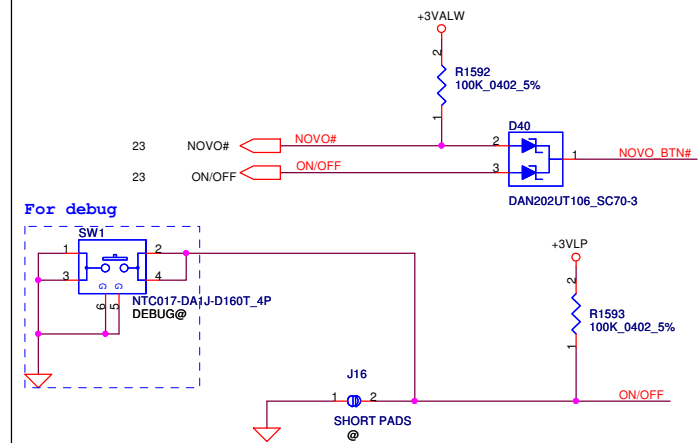 +3VALW
2
R1592
100K_0402_5%
1
D40
23 NOVO# NOVO# 2
1 NOVO_BTN#
23 ON/OFF ON/OFF 3
DAN202UT106_SC70-3
For debug
SW1
1 2
3 4
G G
6 5
NTC017-DA1J-D160T_4P
DEBUG@
+3VLP
2
R1593
100K_0402_5%
1
J16
1 2
ON/OFF
SHORT PADS
@